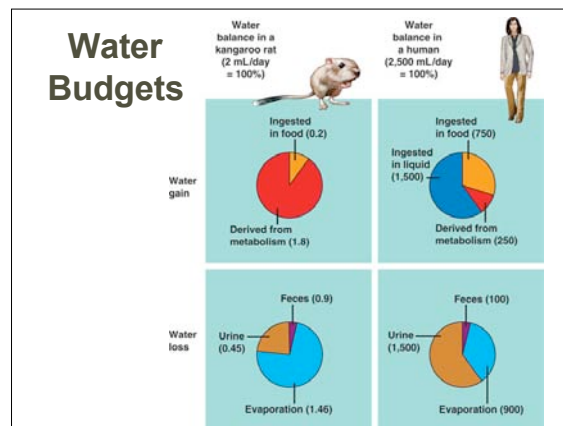 Water
Budgets
Water
balance in a
kangaroo rat
(2 mL/day
= 100%)
Water
balance in
a human
(2,500 mL/day
= 100%)
Water
gain
Ingested
in food (0.2)
Derived from
metabolism (1.8)
Ingested
in food (750)
Ingested
in liquid
(1,500)
Derived from
metabolism (250)
Water
loss
Feces (0.9)
Urine
(0.45)
Evaporation (1.46)
Feces (100)
Urine
(1,500)
Evaporation (900)